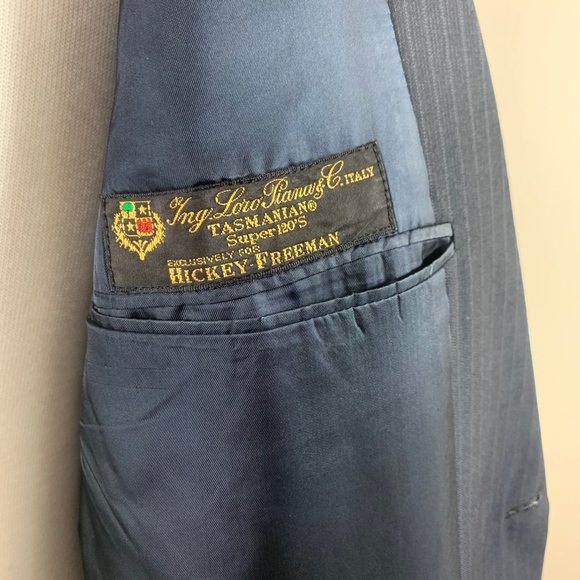 Ing. Loro Piana & C. ITALY
TASMANIAN®
Super 120'S
EXCLUSIVELY FOR
HICKEY-FREEMAN